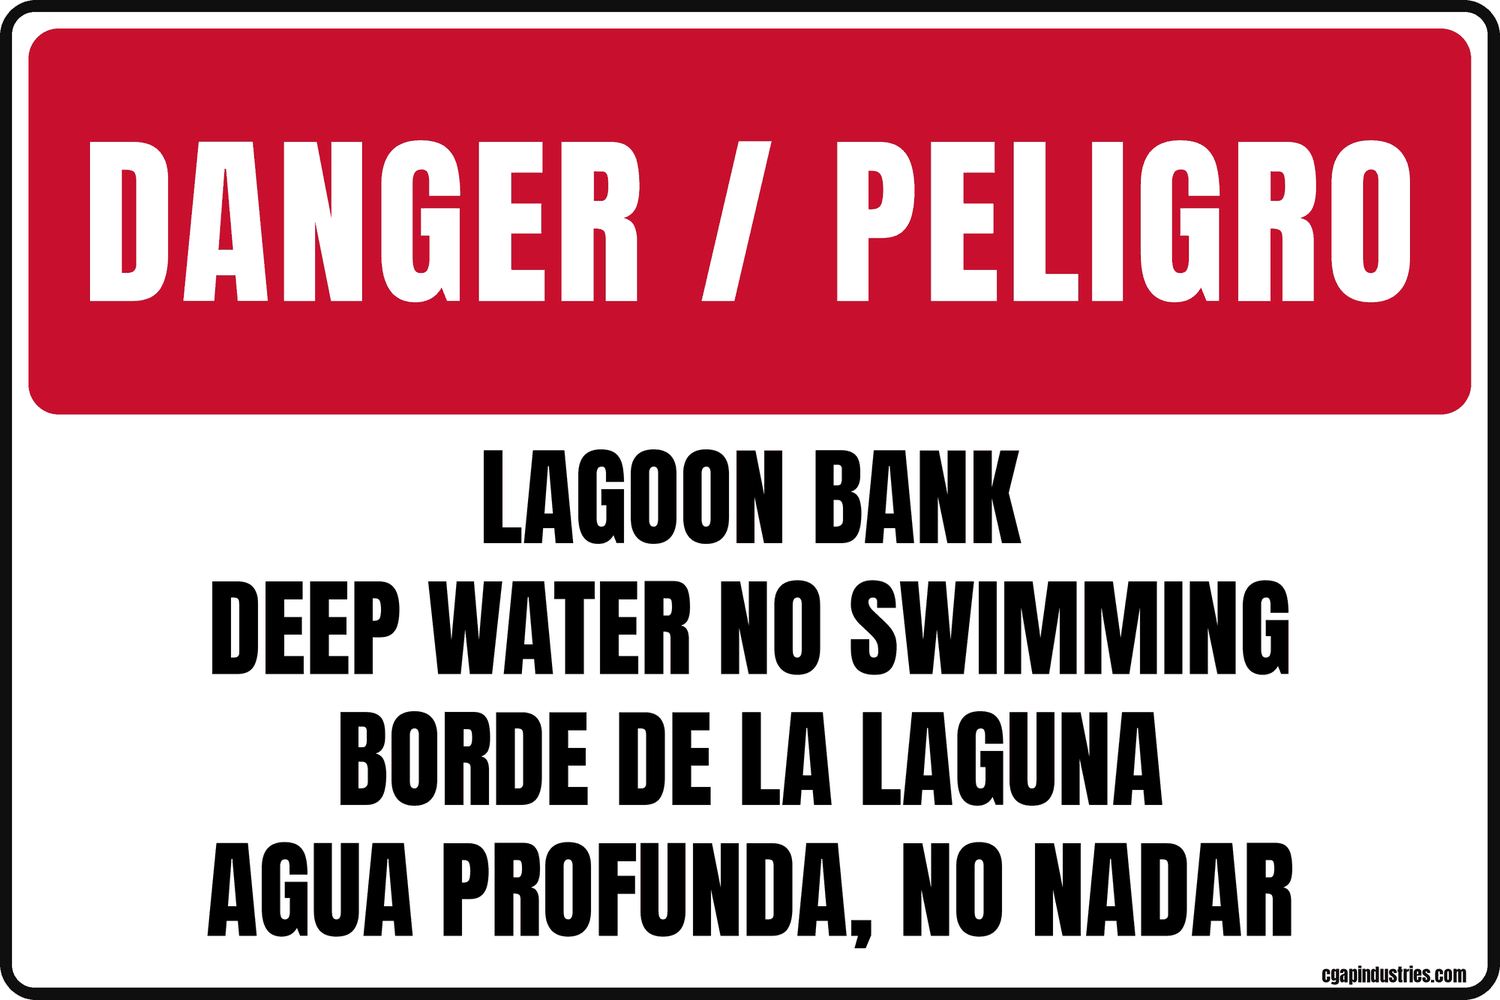 DANGER / PELIGRO
LAGOON BANK
DEEP WATER NO SWIMMING
BORDE DE LA LAGUNA
AGUA PROFUNDA, NO NADAR
cgapindustries.com